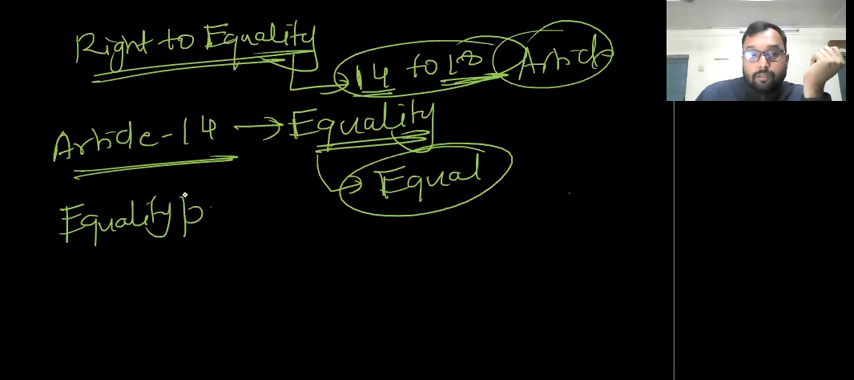 Right to Equality
14 to 18 Article
Article-14 → Equality
Equal
Equality b